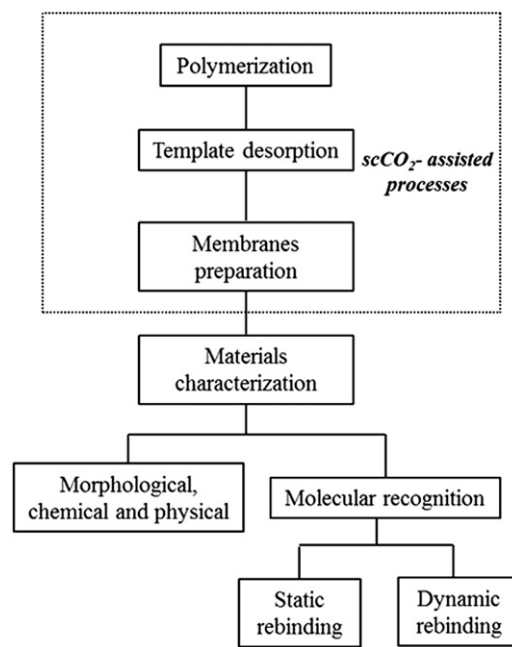 Polymerization
Template desorption
scCO₂- assisted
processes
Membranes
preparation
Materials
characterization
Morphological,
chemical and physical
Molecular recognition
Static
rebinding
Dynamic
rebinding